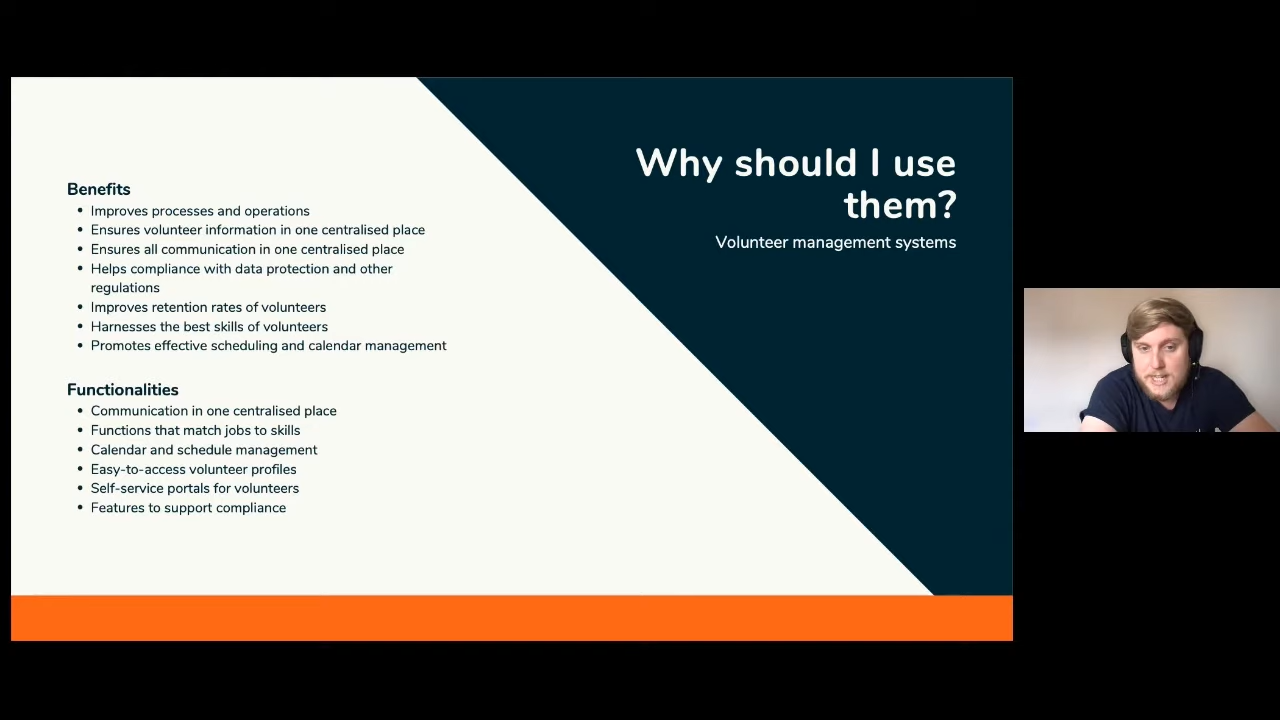 Why should I use
them?
Volunteer management systems
Benefits
• Improves processes and operations
• Ensures volunteer information in one centralised place
• Ensures all communication in one centralised place
• Helps compliance with data protection and other
regulations
• Improves retention rates of volunteers
• Harnesses the best skills of volunteers
• Promotes effective scheduling and calendar management
Functionalities
• Communication in one centralised place
• Functions that match jobs to skills
• Calendar and schedule management
• Easy-to-access volunteer profiles
• Self-service portals for volunteers
• Features to support compliance